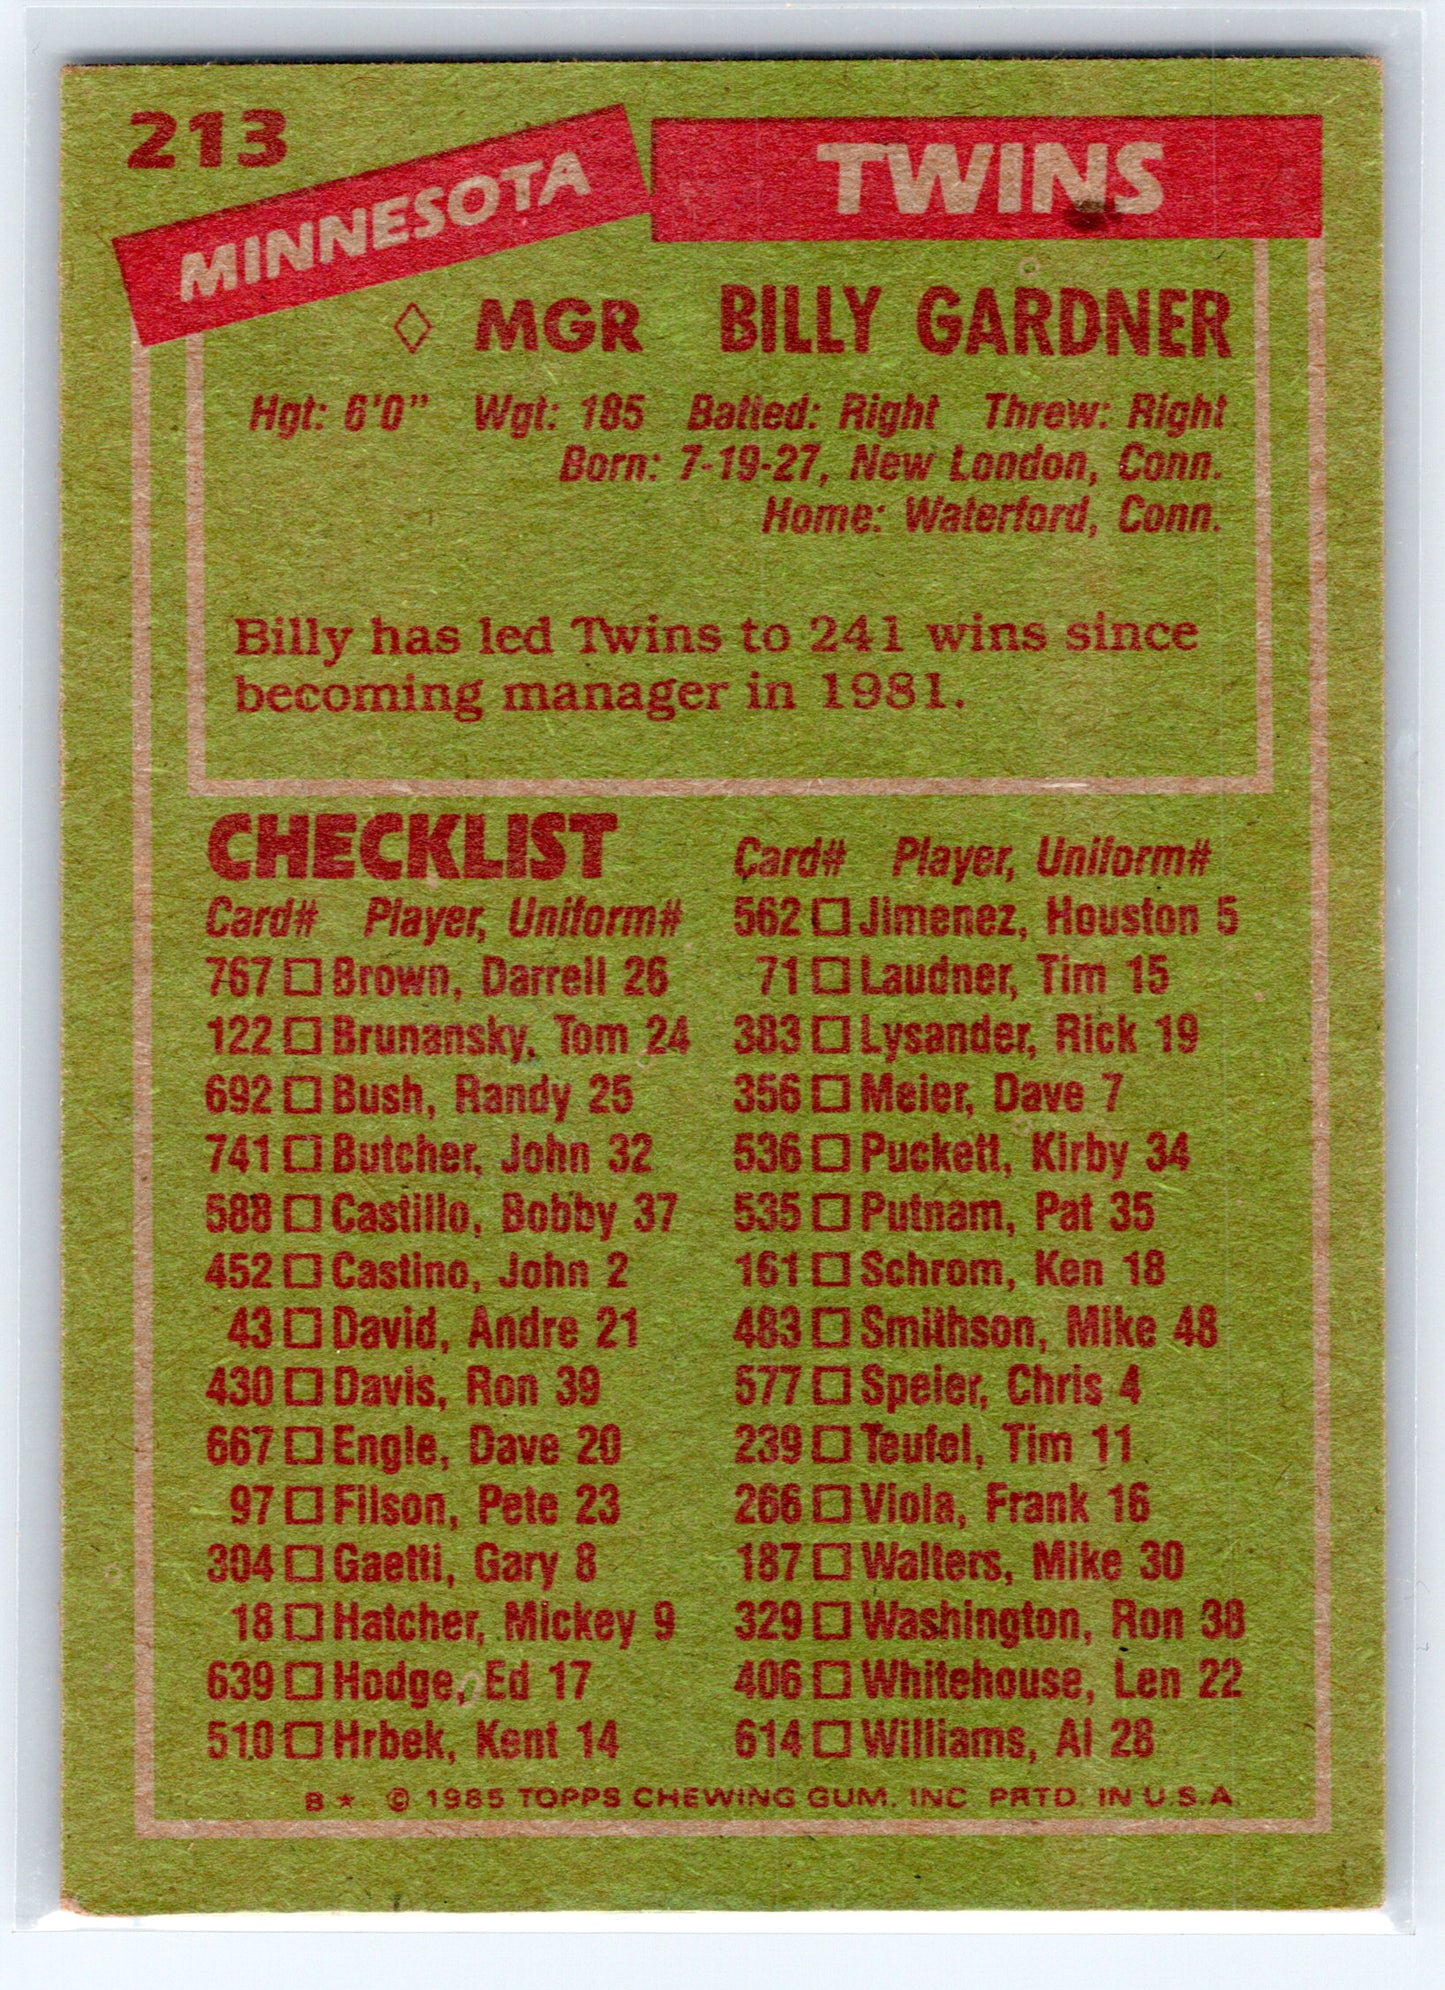 213
MINNESOTA TWINS
◇ MGR BILLY GARDNER
Hgt: 6'0" Wgt: 185 Batted: Right Threw: Right
Born: 7-19-27, New London, Conn.
Home: Waterford, Conn.
Billy has led Twins to 241 wins since
becoming manager in 1981.
CHECKLIST
Card# Player, Uniform#
767 □ Brown, Darrell 26
122 □ Brunansky, Tom 24
692 □ Bush, Randy 25
741 □ Butcher, John 32
588 □ Castillo, Bobby 37
452 □ Castino, John 2
43 □ David, Andre 21
430 □ Davis, Ron 39
667 □ Engle, Dave 20
97 □ Filson, Pete 23
304 □ Gaetti, Gary 8
18 □ Hatcher, Mickey 9
639 □ Hodge, Ed 17
510 □ Hrbek, Kent 14
Card# Player, Uniform#
562 □ Jimenez, Houston 5
71 □ Laudner, Tim 15
383 □ Lysander, Rick 19
356 □ Meier, Dave 7
536 □ Puckett, Kirby 34
535 □ Putnam, Pat 35
161 □ Schrom, Ken 18
483 □ Smithson, Mike 48
577 □ Speier, Chris 4
239 □ Teufel, Tim 11
266 □ Viola, Frank 16
187 □ Walters, Mike 30
329 □ Washington, Ron 38
406 □ Whitehouse, Len 22
614 □ Williams, Al 28
B ★ © 1985 TOPPS CHEWING GUM, INC. PRTD. IN U.S.A.